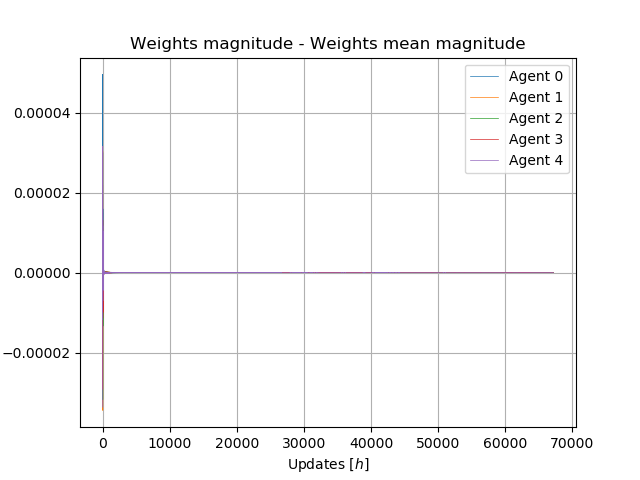 Weights magnitude - Weights mean magnitude
Agent 0
Agent 1
Agent 2
Agent 3
Agent 4
0.00004
0.00002
0.00000
−0.00002
0 10000 20000 30000 40000 50000 60000 70000
Updates [h]